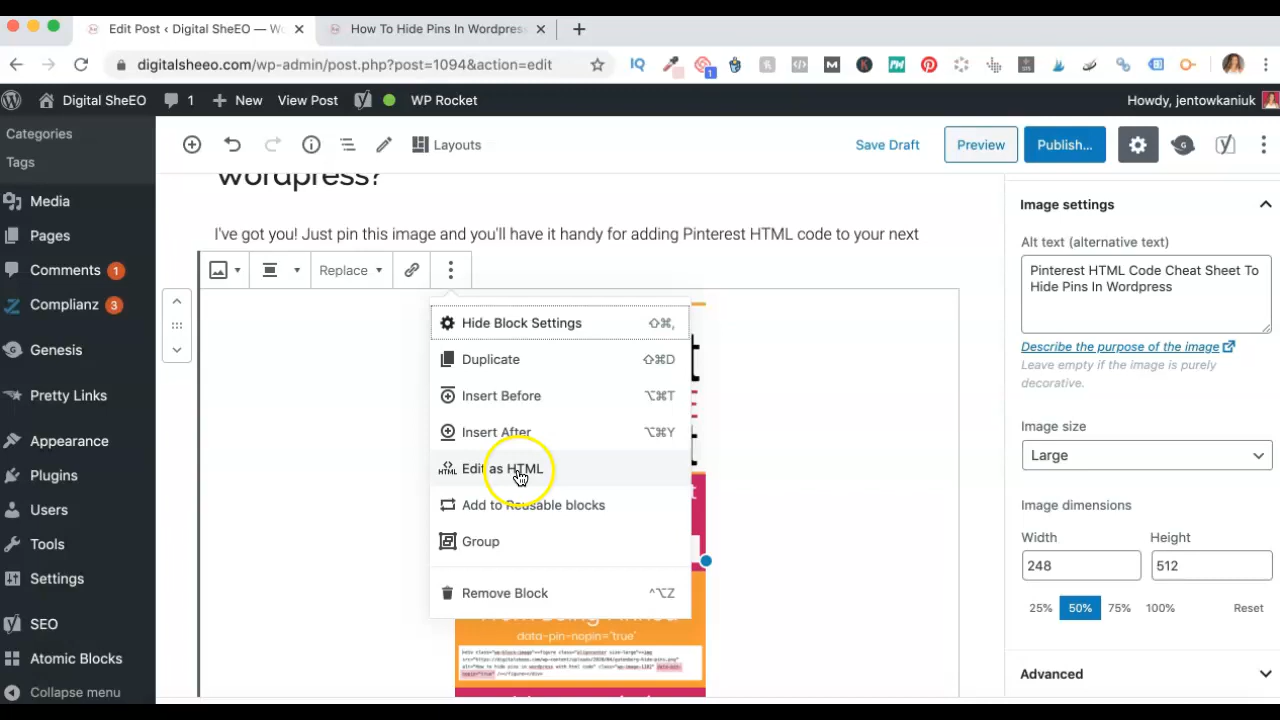 Edit Post ‹ Digital SheEO — Wo
How To Hide Pins In Wordpress
digitalsheeo.com/wp-admin/post.php?post=1094&action=edit
IQ
1
Digital SheEO
1
New
View Post
WP Rocket
Howdy, jentowkaniuk
Categories
Tags
Media
Pages
Comments 1
Complianz 3
Genesis
Pretty Links
Appearance
Plugins
Users
Tools
Settings
SEO
Atomic Blocks
Collapse menu
Layouts
Save Draft
Preview
Publish...
wordpress?
I've got you! Just pin this image and you'll have it handy for adding Pinterest HTML code to your next
Replace
Hide Block Settings ⇧⌘,
Duplicate ⇧⌘D
Insert Before ⌥⌘T
Insert After ⌥⌘Y
HTML Edit as HTML
Add to Reusable blocks
Group
Remove Block ^⌥Z
From Being Pinned
data-pin-nopin="true"
Image settings
Alt text (alternative text)
Pinterest HTML Code Cheat Sheet To
Hide Pins In Wordpress
Describe the purpose of the image
Leave empty if the image is purely
decorative.
Image size
Large
Image dimensions
Width
Height
248
512
25%
50%
75%
100%
Reset
Advanced